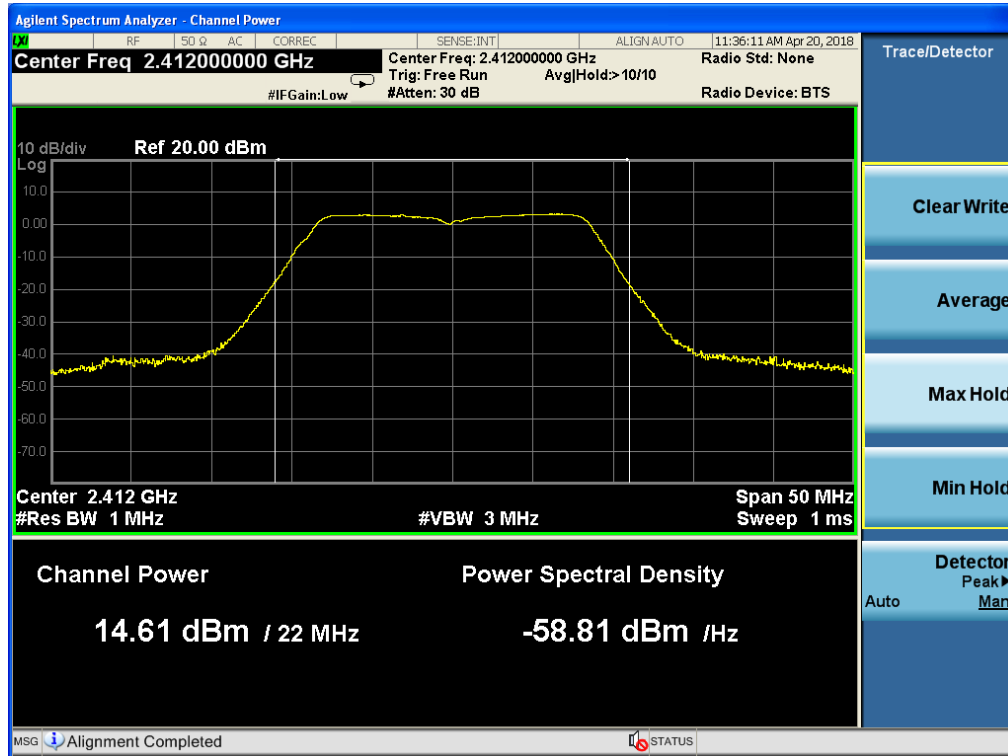 Agilent Spectrum Analyzer - Channel Power
LXI RF 50 Ω AC CORREC SENSE:INT ALIGN AUTO 11:36:11 AM Apr 20, 2018
Center Freq 2.412000000 GHz
#IFGain:Low
Center Freq: 2.412000000 GHz
Trig: Free Run Avg|Hold:>10/10
#Atten: 30 dB
Radio Std: None
Radio Device: BTS
Trace/Detector
10 dB/div Ref 20.00 dBm
Log
10.0
0.00
-10.0
-20.0
-30.0
-40.0
-50.0
-60.0
-70.0
Center 2.412 GHz Span 50 MHz
#Res BW 1 MHz #VBW 3 MHz Sweep 1 ms
Clear Write
Average
Max Hold
Min Hold
Detector
Peak▶
Auto Man
Channel Power Power Spectral Density
14.61 dBm / 22 MHz -58.81 dBm /Hz
MSG Alignment Completed STATUS